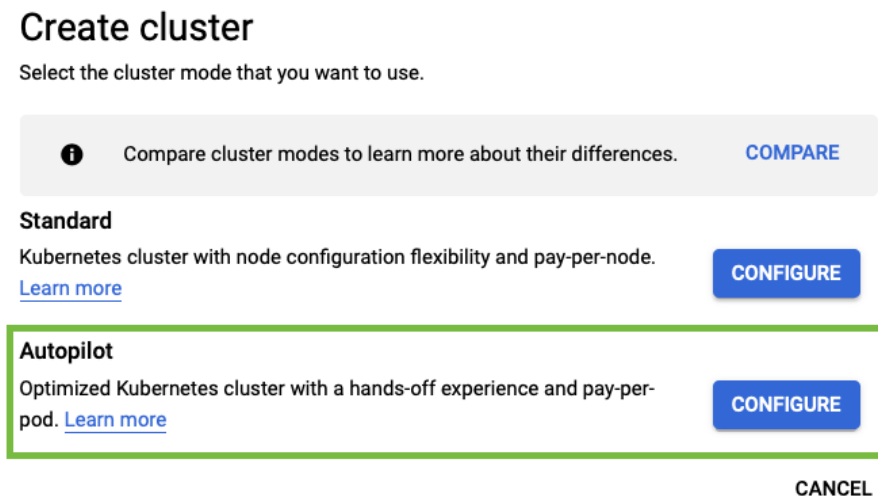 Create cluster
Select the cluster mode that you want to use.
Compare cluster modes to learn more about their differences. COMPARE
Standard
Kubernetes cluster with node configuration flexibility and pay-per-node.
Learn more
CONFIGURE
Autopilot
Optimized Kubernetes cluster with a hands-off experience and pay-per-
pod. Learn more
CONFIGURE
CANCEL